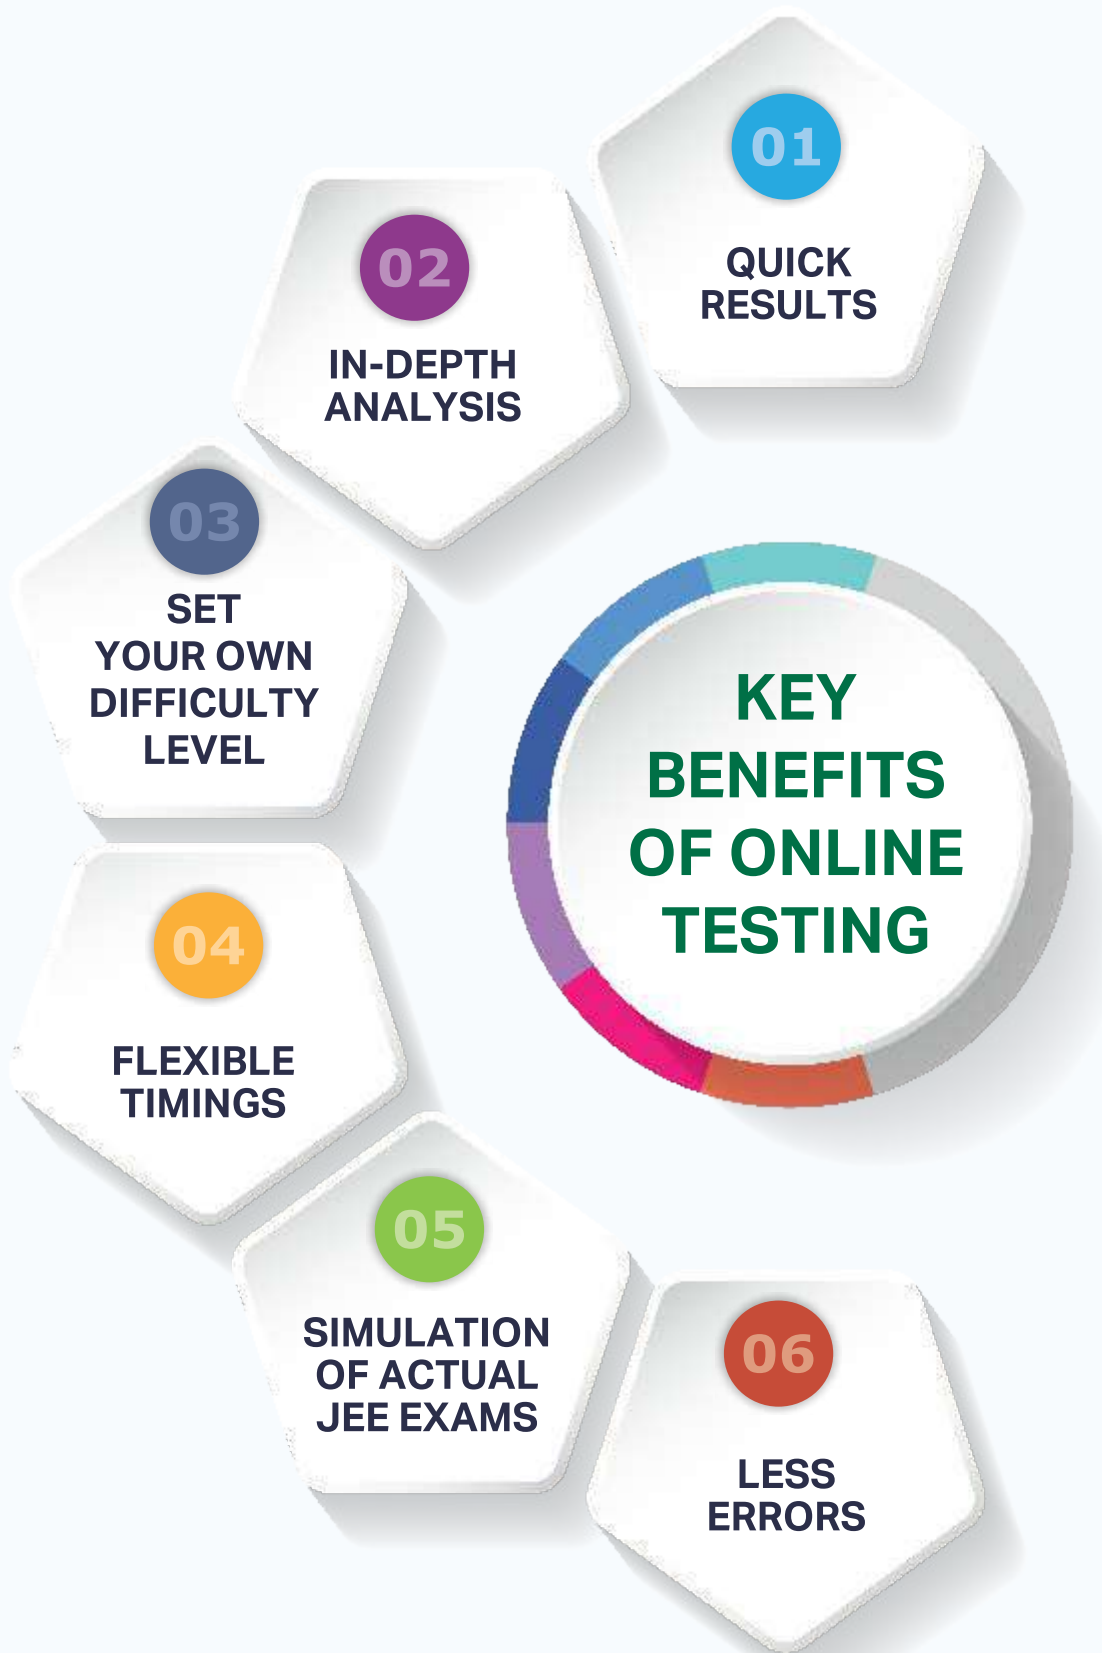 01
QUICK
RESULTS
02
IN-DEPTH
ANALYSIS
03
SET
YOUR OWN
DIFFICULTY
LEVEL
KEY
BENEFITS
OF ONLINE
TESTING
04
FLEXIBLE
TIMINGS
05
SIMULATION
OF ACTUAL
JEE EXAMS
06
LESS
ERRORS